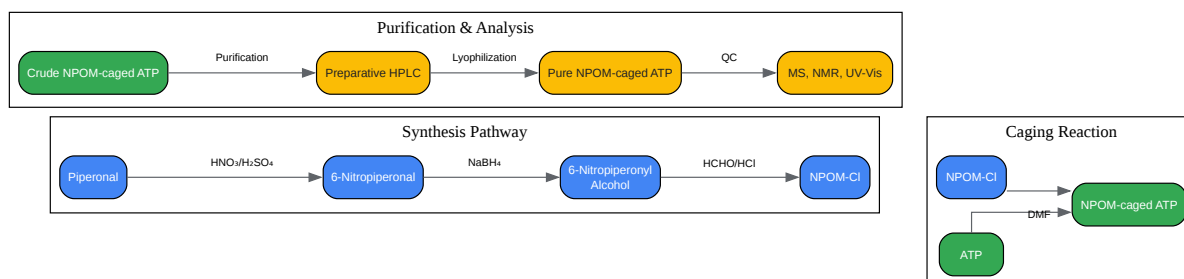 Purification & Analysis
Crude NPOM-caged ATP
Purification
Preparative HPLC
Lyophilization
Pure NPOM-caged ATP
QC
MS, NMR, UV-Vis
Synthesis Pathway
Piperonal
HNO₃/H₂SO₄
6-Nitropiperonal
NaBH₄
6-Nitropiperonyl
Alcohol
HCHO/HCl
NPOM-Cl
Caging Reaction
NPOM-Cl
NPOM-caged ATP
DMF
ATP